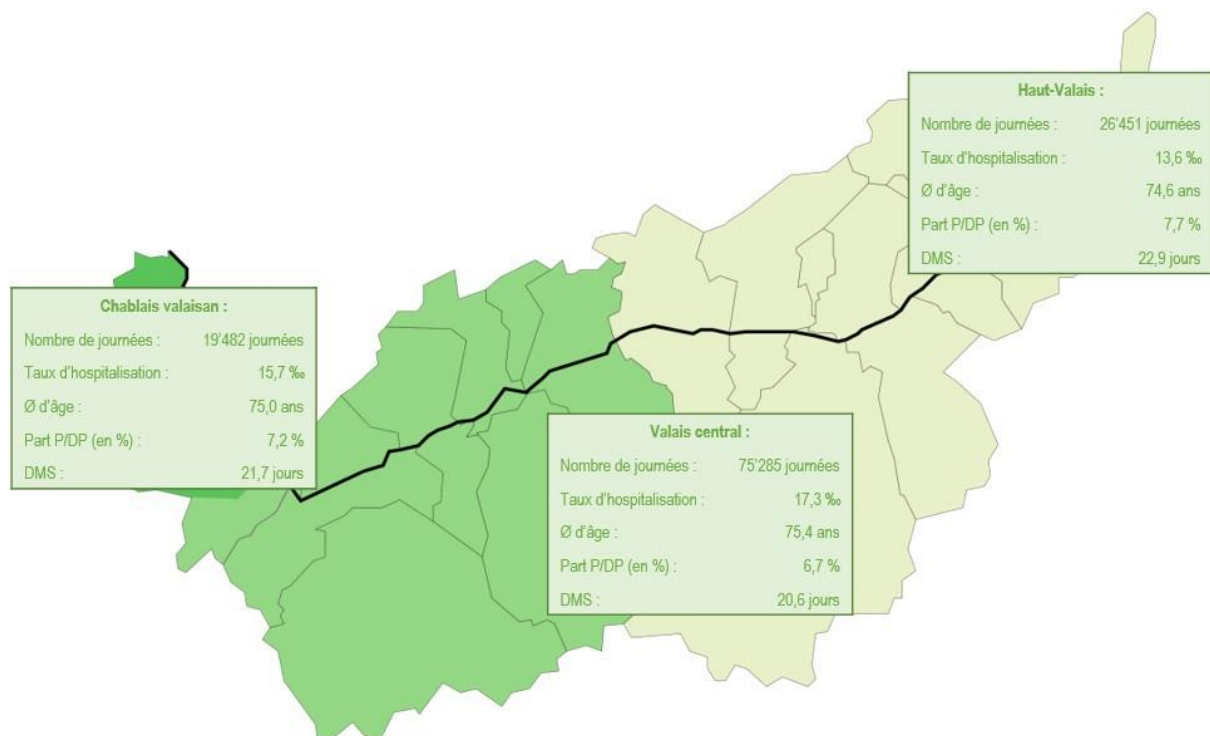 Haut-Valais :
Nombre de journées : 26'451 journées
Taux d'hospitalisation : 13,6 ‰
Ø d'âge : 74,6 ans
Part P/DP (en %) : 7,7 %
DMS : 22,9 jours
Chablais valaisan :
Nombre de journées : 19'482 journées
Taux d'hospitalisation : 15,7 ‰
Ø d'âge : 75,0 ans
Part P/DP (en %) : 7,2 %
DMS : 21,7 jours
Valais central :
Nombre de journées : 75'285 journées
Taux d'hospitalisation : 17,3 ‰
Ø d'âge : 75,4 ans
Part P/DP (en %) : 6,7 %
DMS : 20,6 jours